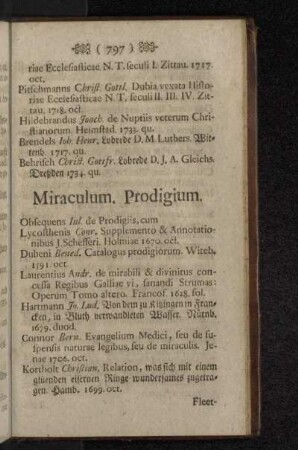 ( 797 )
riae Ecclesiasticae N. T. seculi I. Zittau. 1717.
oct.
Pitschmanns Christ. Gottl. Dubia vexata Histo-
riae Ecclesiasticae N. T. seculi II. III. IV. Zit-
tau. 1718. oct.
Hildebrandus Joach. de Nuptiis veterum Chri-
stianorum. Helmstad. 1735. qu.
Brendels Joh. Heur. Lobrede D. M. Luthers. Wit-
tenb. 1717. qu.
Behrisch Christ. Gottfr. Lobrede D. J. A. Gleichs.
Dreßden 1734. qu.
Miraculum. Prodigium.
Obsequens Jul. de Prodigiis, cum
Lycosthenis Conr. Supplemento & Annotatio-
nibus J. Schefferi. Holmiae 1670. oct.
Dubeni Bened. Catalogus prodigiorum. Witeb.
1591. oct.
Laurentius Andr. de mirabili & divinitus con-
cessa Regibus Galliae vi, sanandi Strumas:
Operum Tomo altero. Francof. 1628. fol.
Hartmann Jo. Lud. Von dem zu Kitzingen in Fran-
cken, in Bluth verwandleten Wasser. Nürnb.
1679. duod.
Connor Bern. Evangelium Medici, seu de su-
spensis naturae legibus, seu de miraculis. Je-
nae 1706. oct.
Kortholt Christian, Relation, was sich mit einem
gluenden eisernen Ringe wundersames zugetra-
gen. Hamb. 1699. oct.
Fleet-